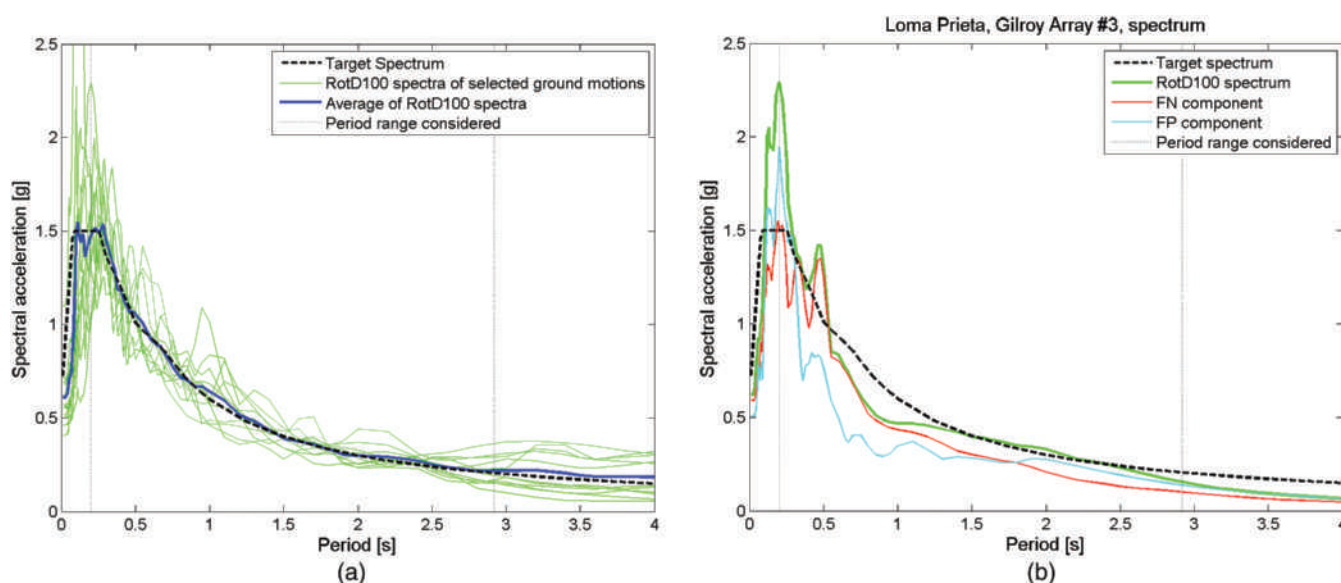 2.5
2
1.5
1
0.5
0
Spectral acceleration [g]
Target Spectrum
RotD100 spectra of selected ground motions
Average of RotD100 spectra
Period range considered
0 0.5 1 1.5 2 2.5 3 3.5 4
Period [s]
(a)
Loma Prieta, Gilroy Array #3, spectrum
2.5
2
1.5
1
0.5
0
Spectral acceleration [g]
Target spectrum
RotD100 spectrum
FN component
FP component
Period range considered
0 0.5 1 1.5 2 2.5 3 3.5 4
Period [s]
(b)